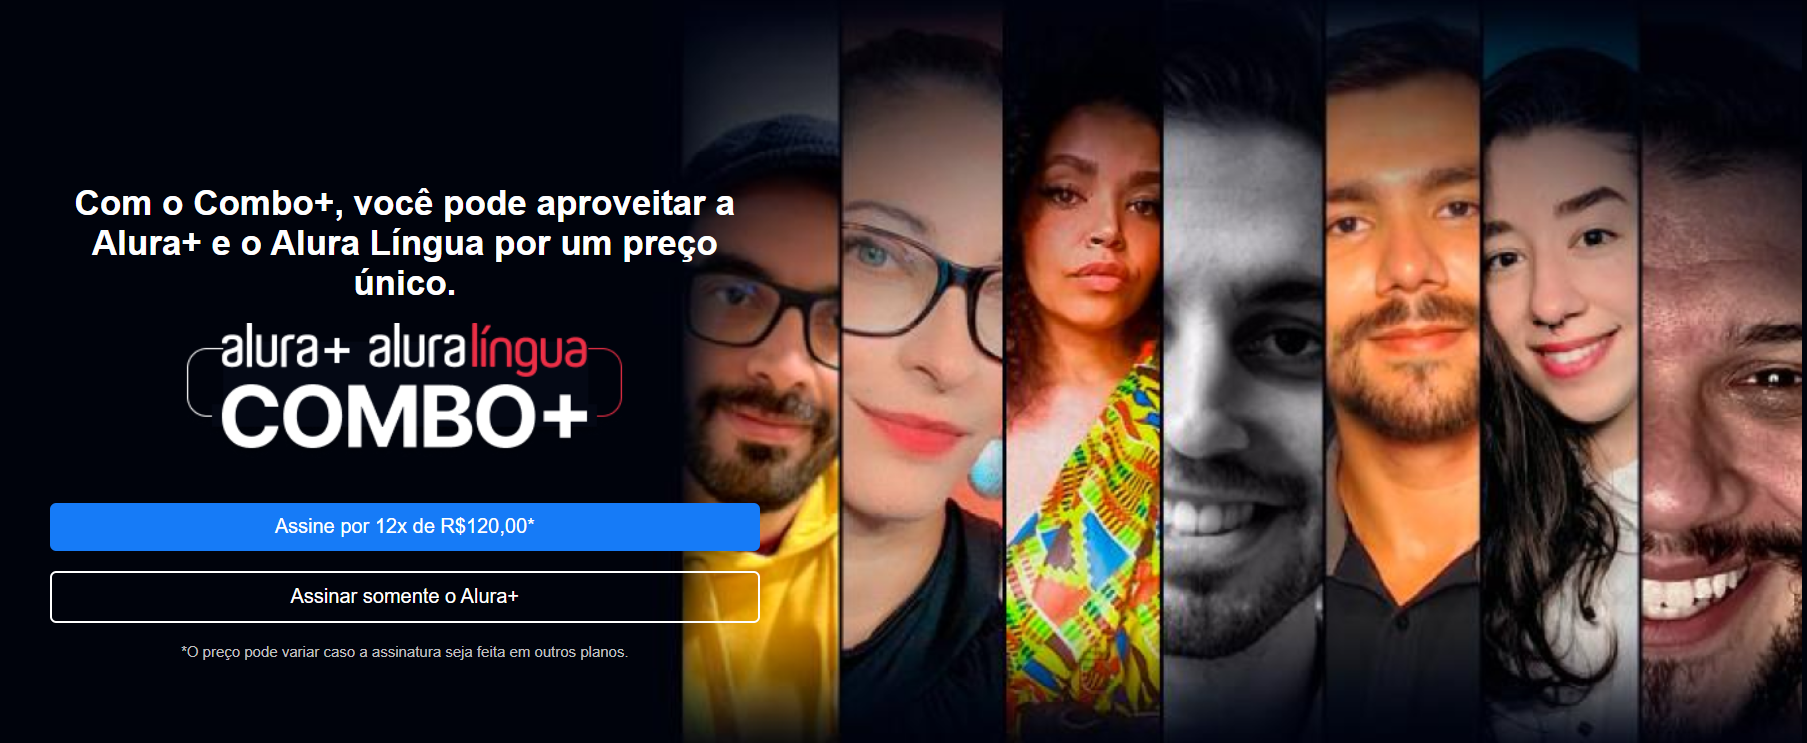 Com o Combo+, você pode aproveitar a
Alura+ e o Alura Língua por um preço
único.
alura+ aluralíngua
COMBO+
Assine por 12x de R$120,00*
Assinar somente o Alura+
*O preço pode variar caso a assinatura seja feita em outros planos.